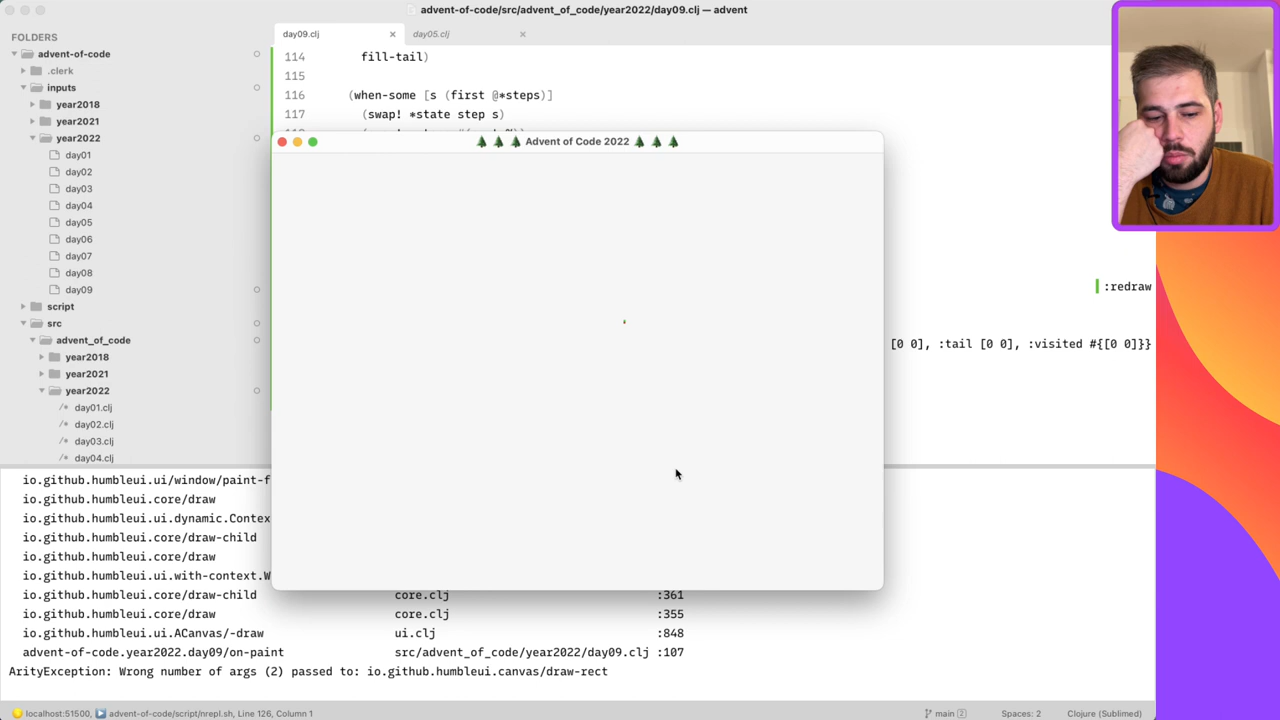 advent-of-code/src/advent_of_code/year2022/day09.clj — advent
FOLDERS
advent-of-code
.clerk
inputs
year2018
year2021
year2022
day01
day02
day03
day04
day05
day06
day07
day08
day09
script
src
advent_of_code
year2018
year2021
year2022
day01.clj
day02.clj
day03.clj
day04.clj
day09.clj
day05.clj
114 fill-tail)
115
116 (when-some [s (first @*steps)]
117 (swap! *state step s)
🌲 🌲 🌲 Advent of Code 2022 🌲 🌲 🌲
:redraw
[0 0], :tail [0 0], :visited #{[0 0]}}
io.github.humbleui.ui/window/paint-f
io.github.humbleui.core/draw
io.github.humbleui.ui.dynamic.Contex
io.github.humbleui.core/draw-child
io.github.humbleui.core/draw
io.github.humbleui.ui.with-context.W
io.github.humbleui.core/draw-child core.clj :361
io.github.humbleui.core/draw core.clj :355
io.github.humbleui.ui.ACanvas/-draw ui.clj :848
advent-of-code.year2022.day09/on-paint src/advent_of_code/year2022/day09.clj :107
ArityException: Wrong number of args (2) passed to: io.github.humbleui.canvas/draw-rect
localhost:51500, advent-of-code/script/nrepl.sh, Line 126, Column 1
main 2
Spaces: 2
Clojure (Sublimed)